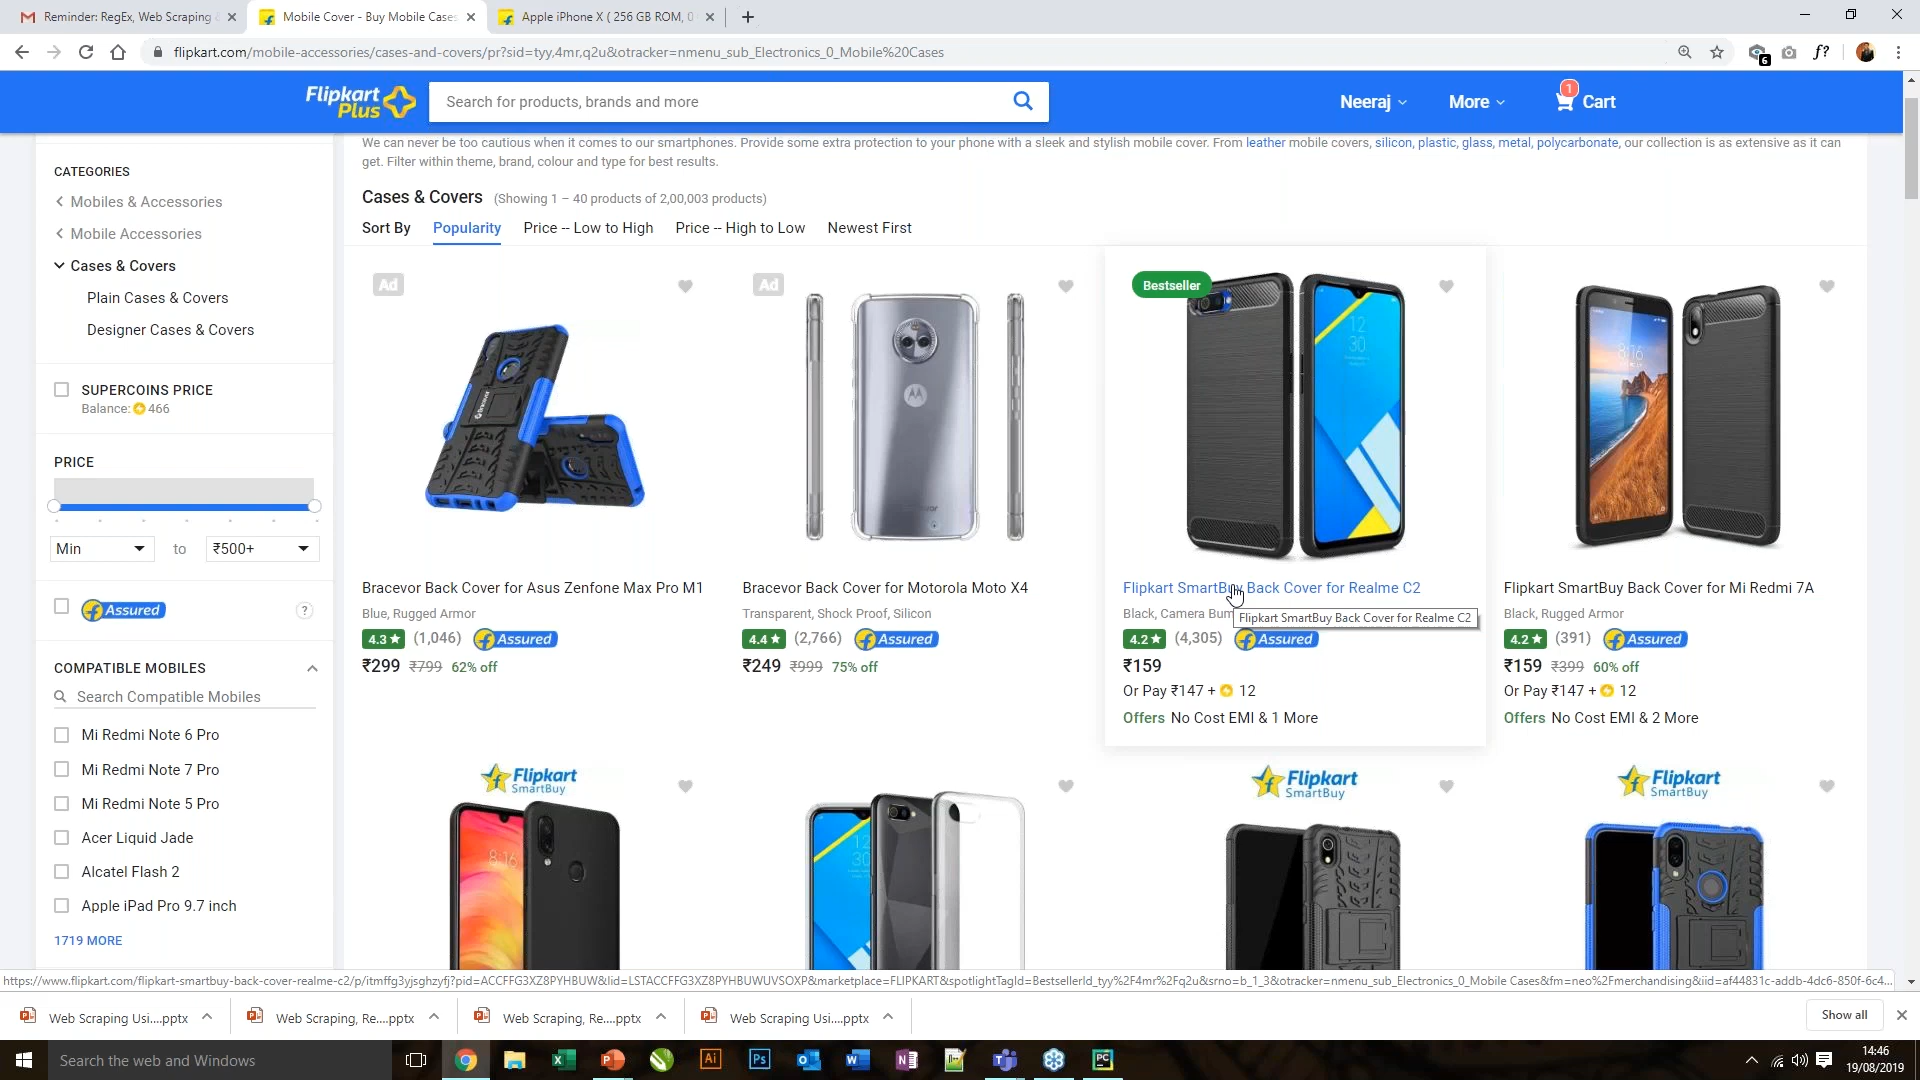 Reminder: RegEx, Web Scraping
Mobile Cover - Buy Mobile Cases
Apple iPhone X ( 256 GB ROM, 0
flipkart.com/mobile-accessories/cases-and-covers/pr?sid=tyy,4mr,q2u&otracker=nmenu_sub_Electronics_0_Mobile%20Cases
6
f?
Flipkart
Plus
Search for products, brands and more
Neeraj
More
1
Cart
We can never be too cautious when it comes to our smartphones. Provide some extra protection to your phone with a sleek and stylish mobile cover. From leather mobile covers, silicon, plastic, glass, metal, polycarbonate, our collection is as extensive as it can
get. Filter within theme, brand, colour and type for best results.
CATEGORIES
Mobiles & Accessories
Mobile Accessories
Cases & Covers
Plain Cases & Covers
Designer Cases & Covers
SUPERCOINS PRICE
Balance: 466
PRICE
Min
to
₹500+
Assured
?
COMPATIBLE MOBILES
Search Compatible Mobiles
Mi Redmi Note 6 Pro
Mi Redmi Note 7 Pro
Mi Redmi Note 5 Pro
Acer Liquid Jade
Alcatel Flash 2
Apple iPad Pro 9.7 inch
1719 MORE
Cases & Covers (Showing 1 – 40 products of 2,00,003 products)
Sort By Popularity Price -- Low to High Price -- High to Low Newest First
Ad
Bracevor Back Cover for Asus Zenfone Max Pro M1
Blue, Rugged Armor
4.3 ★ (1,046) Assured
₹299 ₹799 62% off
Ad
Bracevor Back Cover for Motorola Moto X4
Transparent, Shock Proof, Silicon
4.4 ★ (2,766) Assured
₹249 ₹999 75% off
Bestseller
12
30
Flipkart SmartBuy Back Cover for Realme C2
Black, Camera Bum
Flipkart SmartBuy Back Cover for Realme C2
4.2 ★ (4,305) Assured
₹159
Or Pay ₹147 + 12
Offers No Cost EMI & 1 More
8:16
Flipkart SmartBuy Back Cover for Mi Redmi 7A
Black, Rugged Armor
4.2 ★ (391) Assured
₹159 ₹399 60% off
Or Pay ₹147 + 12
Offers No Cost EMI & 2 More
Flipkart
SmartBuy
8:16
Flipkart
SmartBuy
Flipkart
SmartBuy
https://www.flipkart.com/flipkart-smartbuy-back-cover-realme-c2/p/itmffg3yjsghzyfj?pid=ACCFFG3XZ8PYHBUW&lid=LSTACCFFG3XZ8PYHBUWUVSOXP&marketplace=FLIPKART&spotlightTagId=BestsellerId_tyy%2F4mr%2Fq2u&srno=b_1_3&otracker=nmenu_sub_Electronics_0_Mobile Cases&fm=neo%2Fmerchandising&iid=af44831c-addb-4dc6-850f-6c4...
Web Scraping Usi....pptx
Web Scraping, Re....pptx
Web Scraping, Re....pptx
Web Scraping Usi....pptx
Show all
Search the web and Windows
Ai
Ps
14:46
19/08/2019